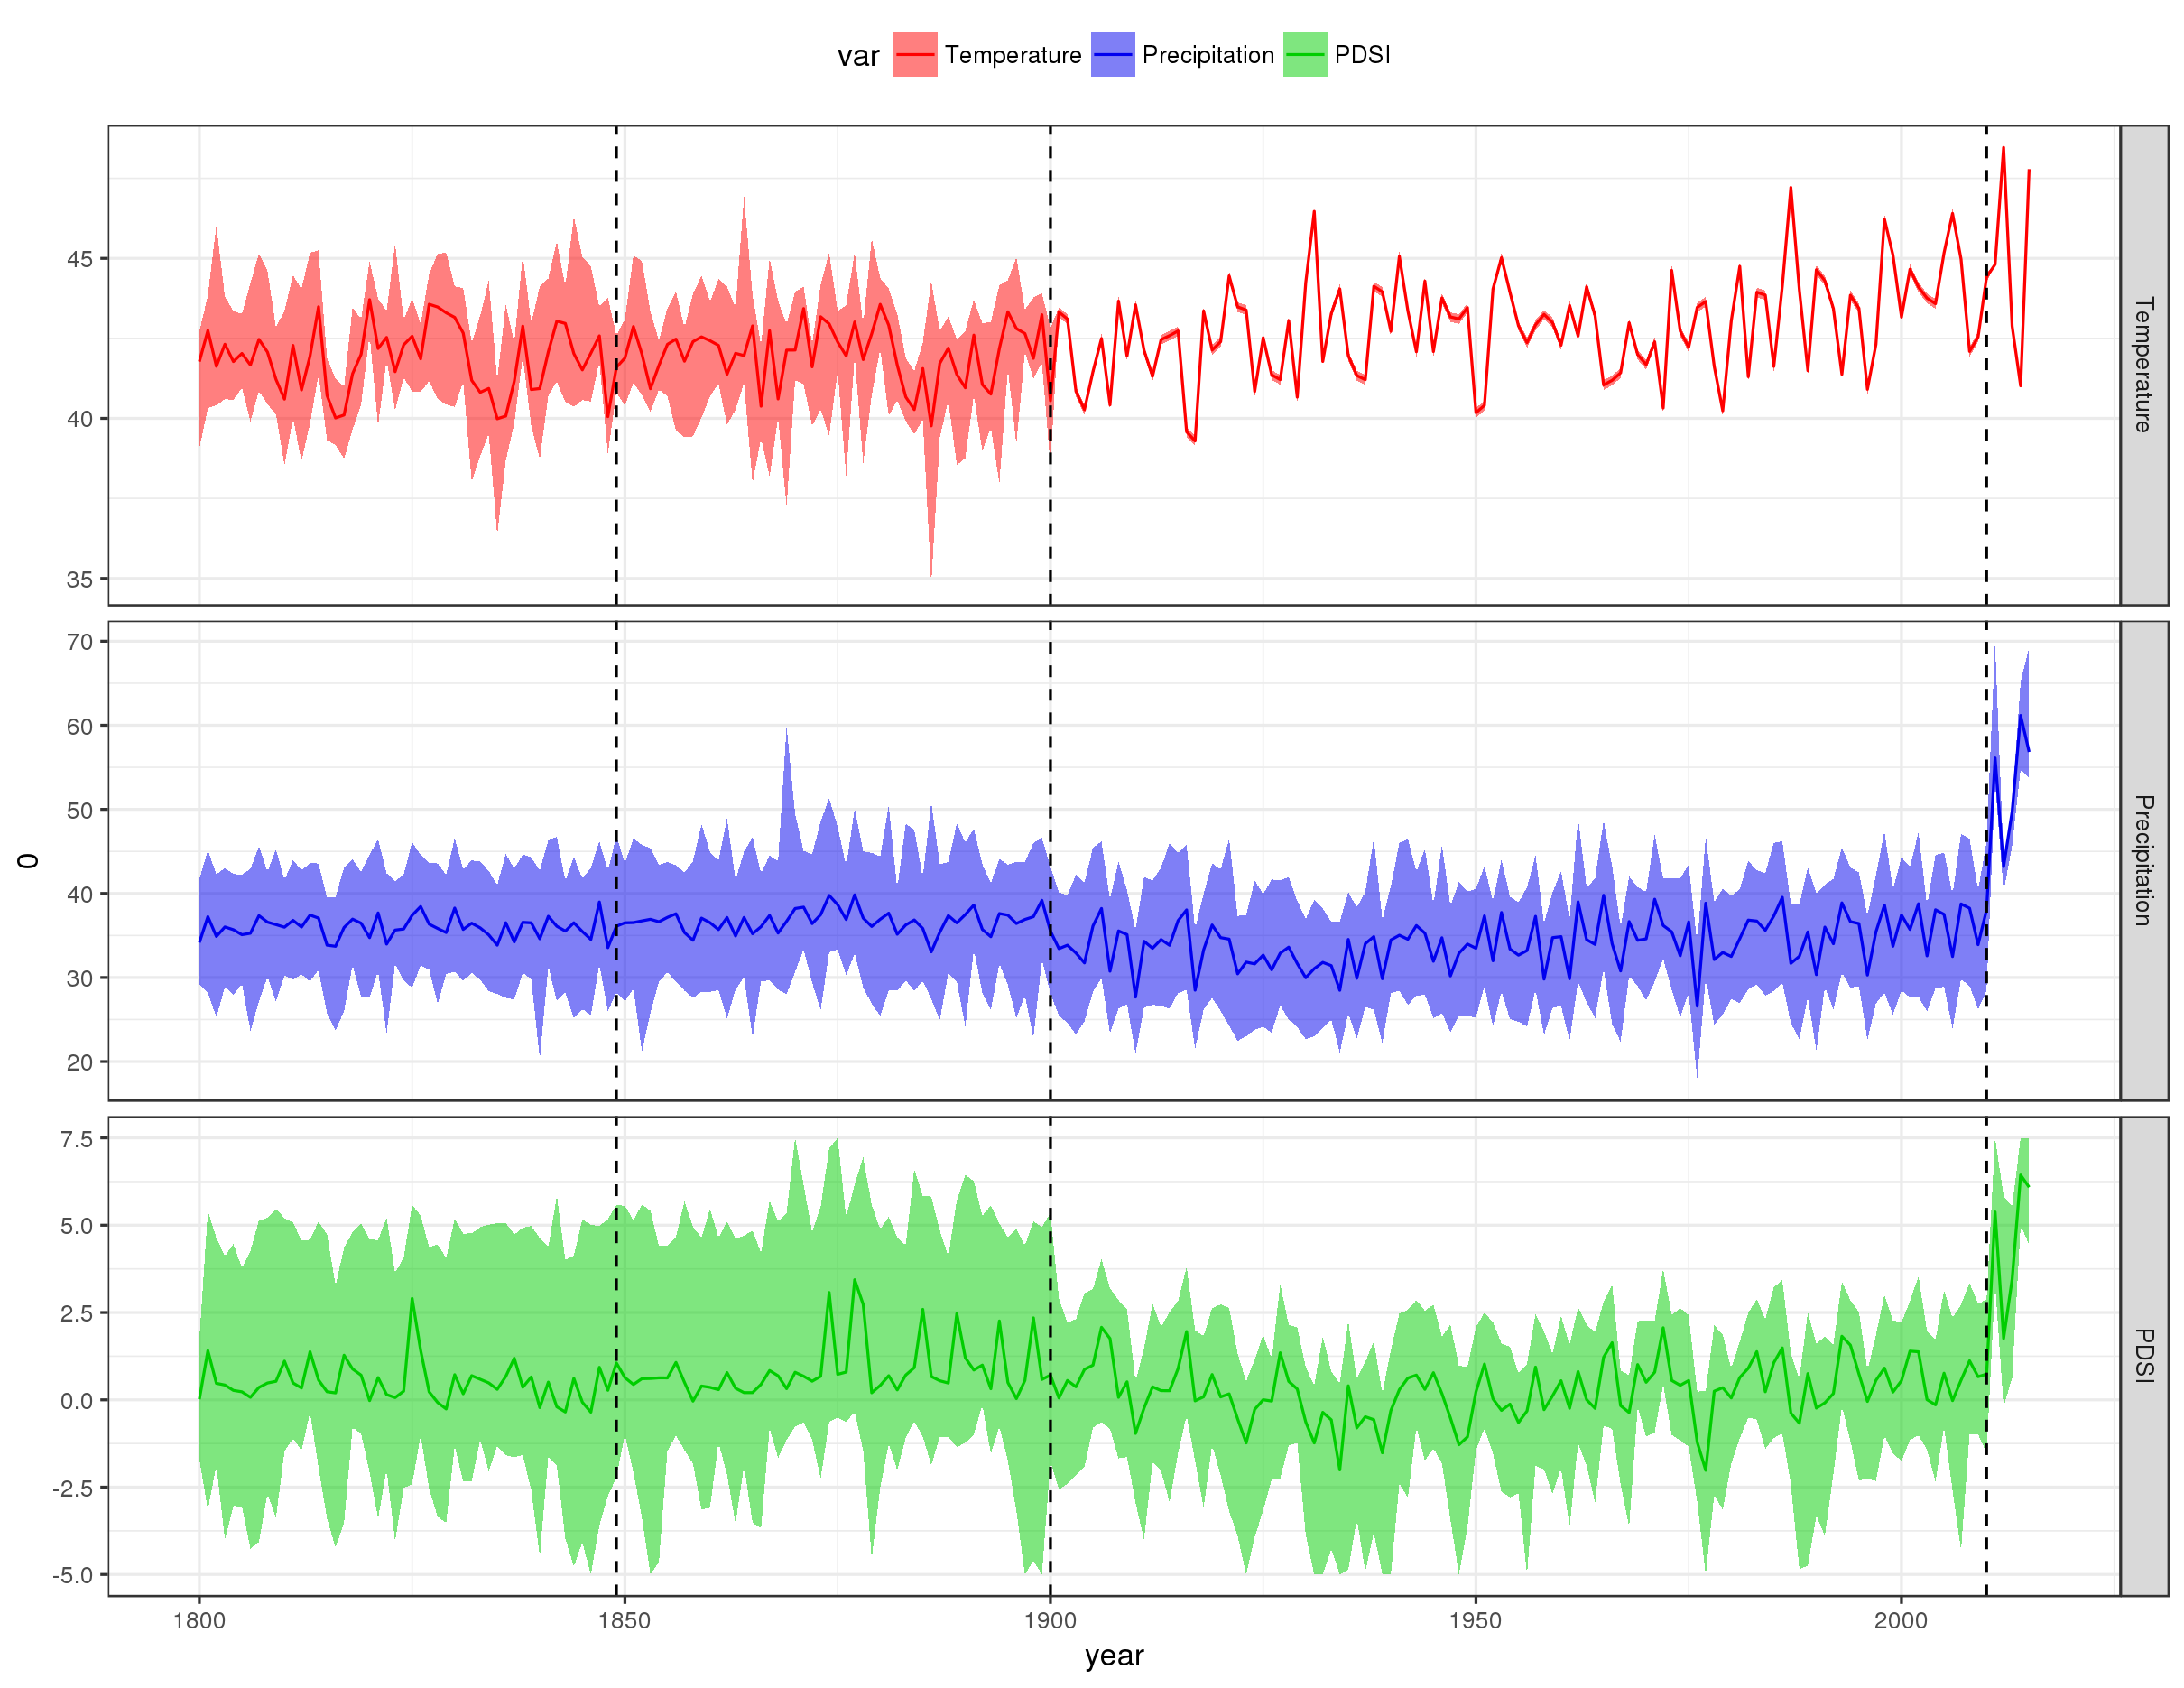 var Temperature Precipitation PDSI
45
40
35
Temperature
70
60
50
40
30
20
Precipitation
0
7.5
5.0
2.5
0.0
-2.5
-5.0
PDSI
1800 1850 1900 1950 2000
year